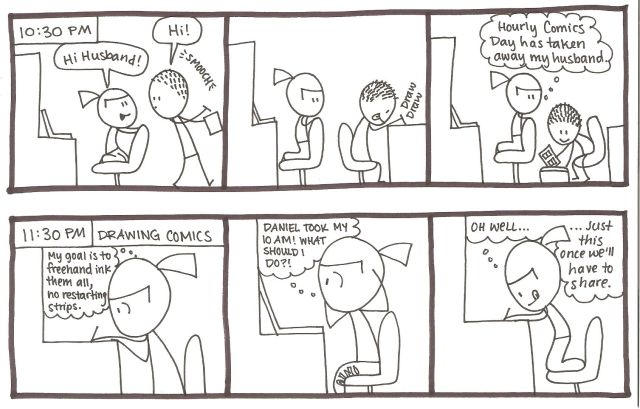 10:30 PM
Hi Husband!
Hi!
SMOOCHIE
DRAW
DRAW
Hourly Comics
Day has taken
away my husband.
11:30 PM
DRAWING COMICS
My goal is to
freehand ink
them all,
no restarting
strips.
DANIEL TOOK MY
10 AM! WHAT
SHOULD I
DO?!
OH WELL...
...Just
this
once we'll
have to
share.